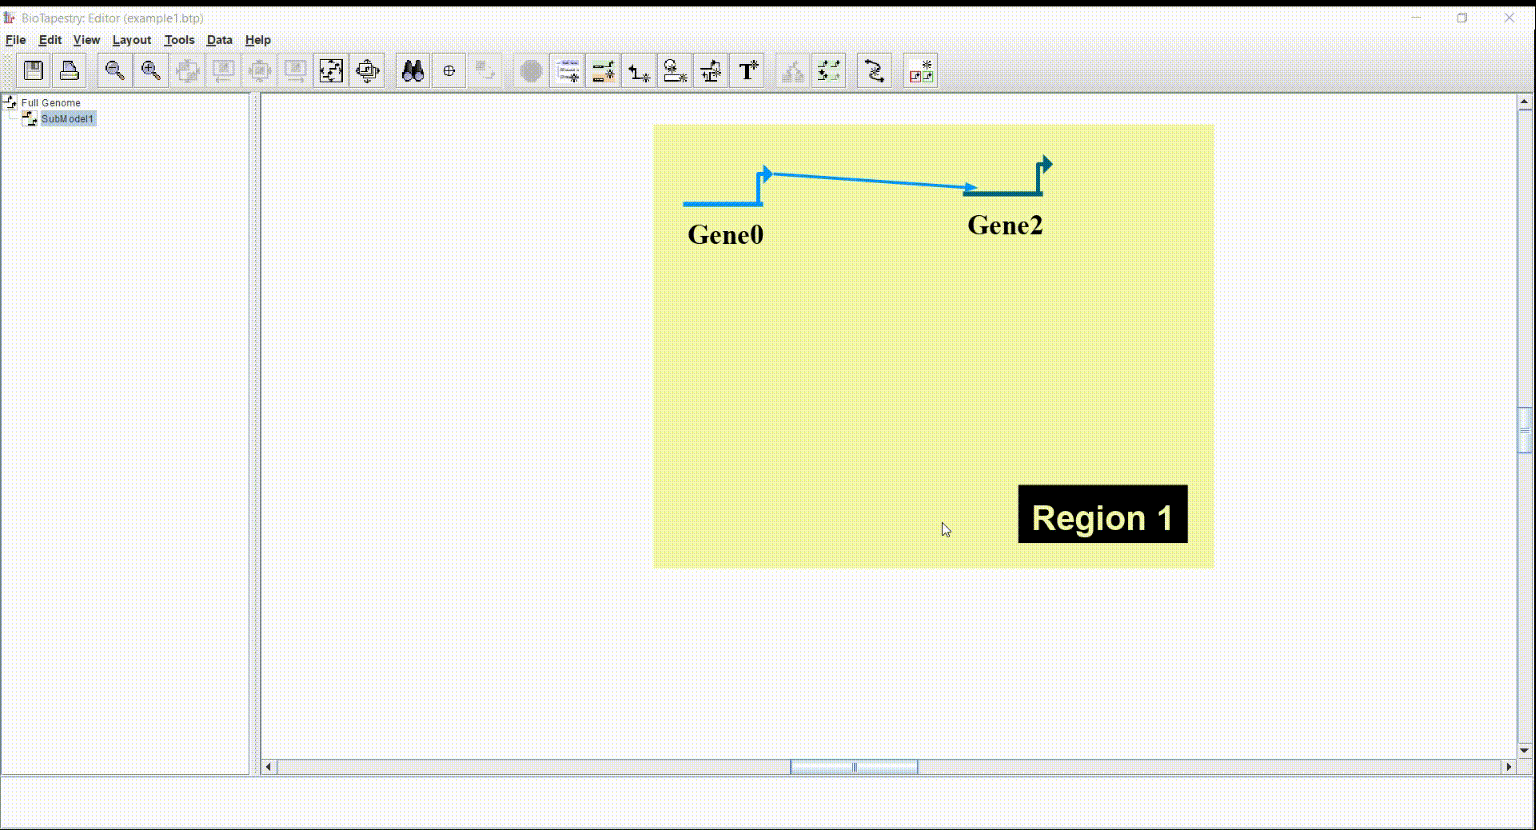 BioTapestry: Editor (example1.btp)
File Edit View Layout Tools Data Help
T
Full Genome
SubModel1
Gene0
Gene2
Region 1